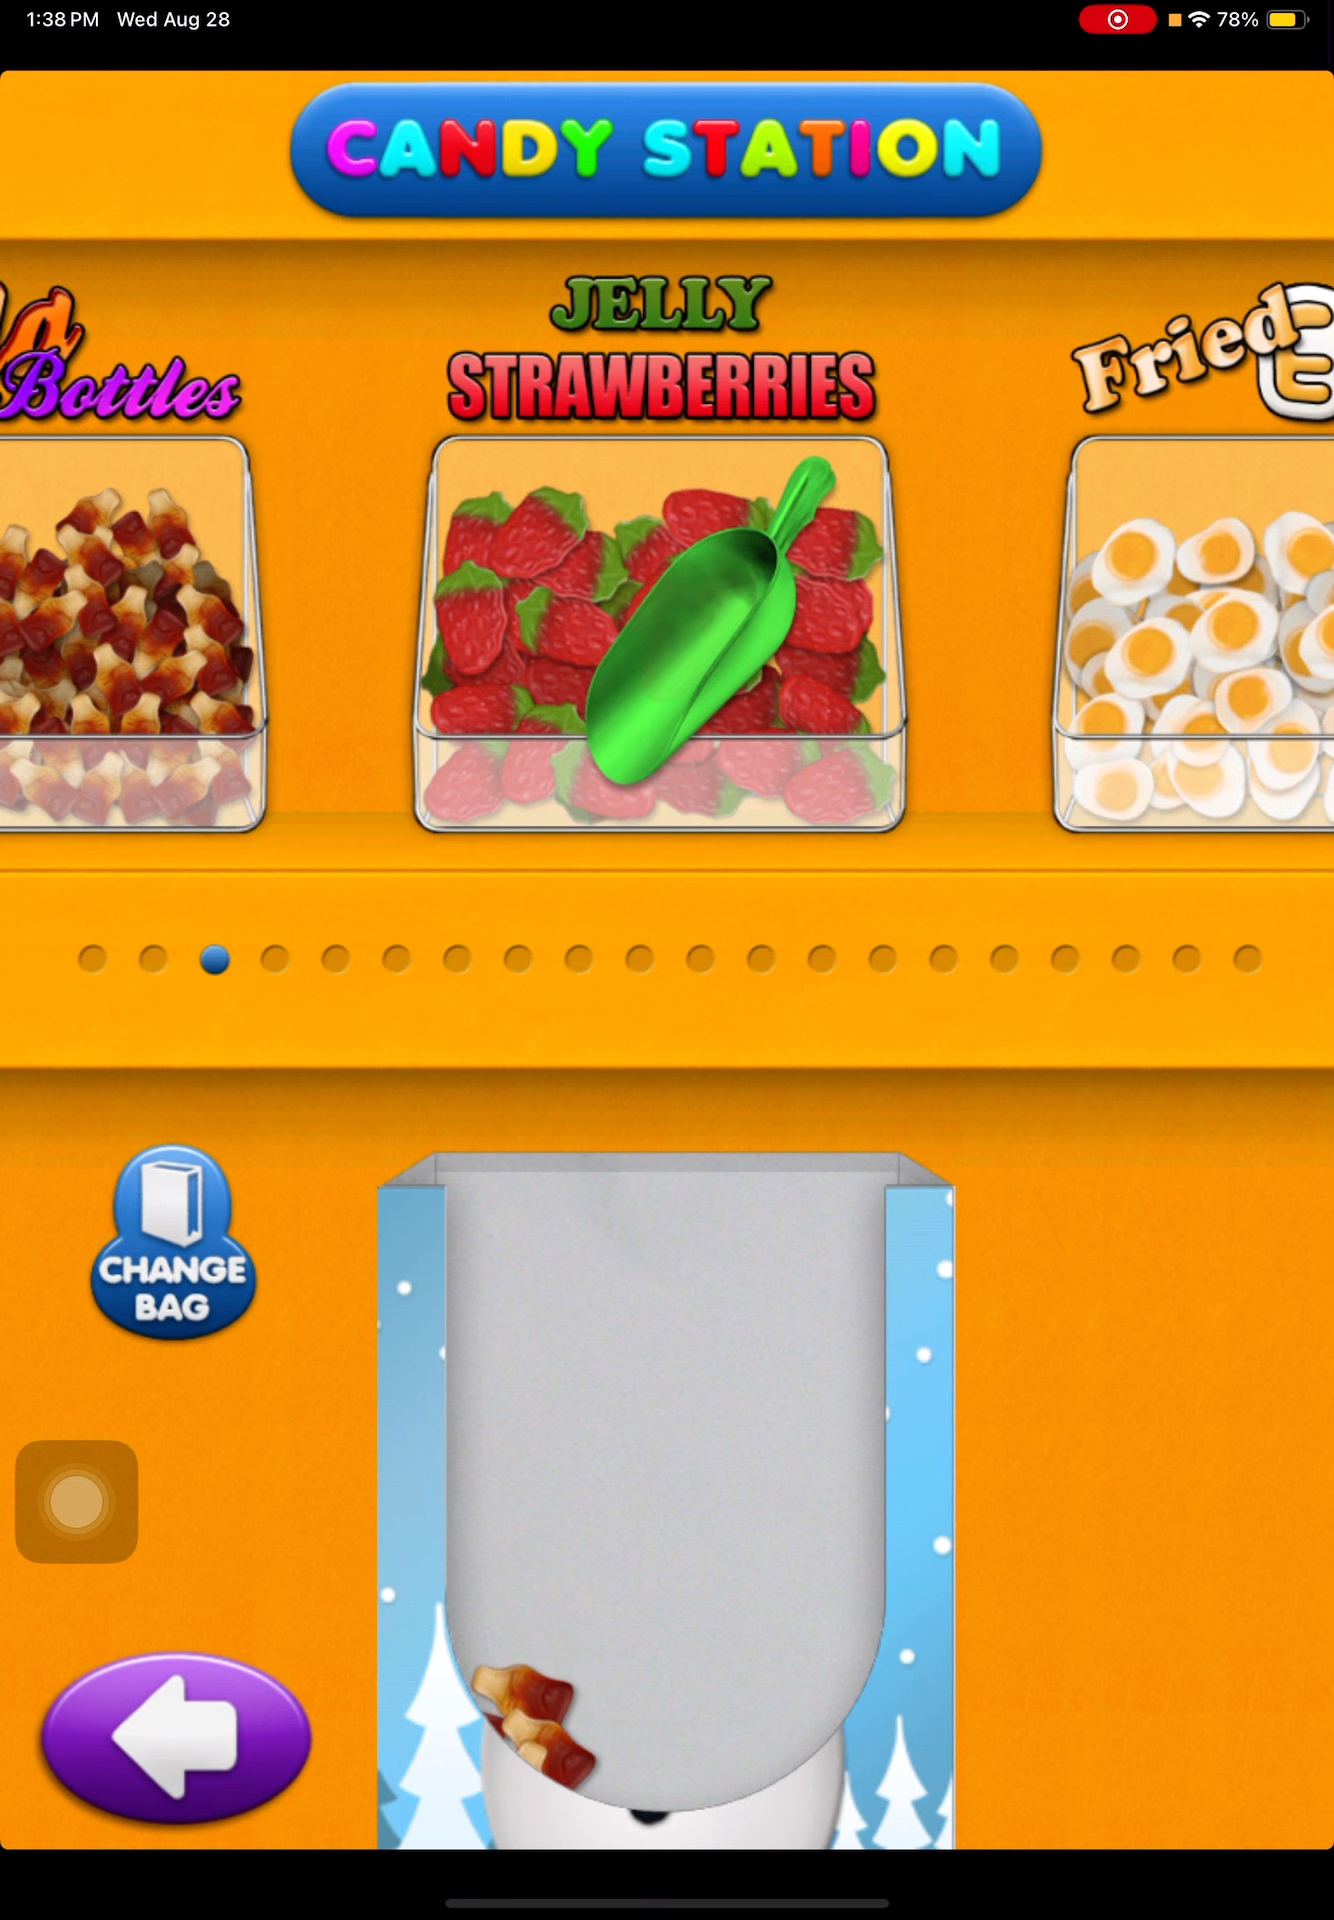 1:38 PM Wed Aug 28
78%
CANDY STATION
Bottles
JELLY
STRAWBERRIES
Fried
CHANGE
BAG